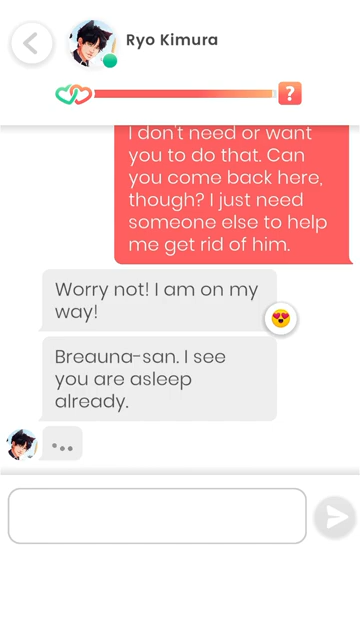 Ryo Kimura
?
I don't need or want
you to do that. Can
you come back here,
though? I just need
someone else to help
me get rid of him.
Worry not! I am on my
way!
Breauna-san. I see
you are asleep
already.